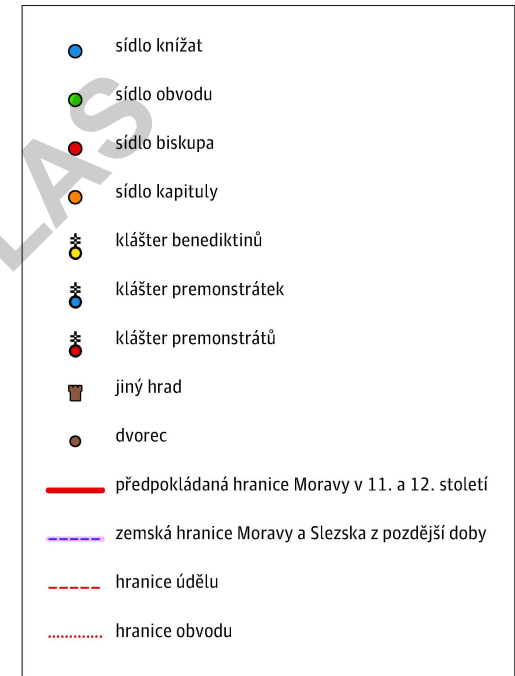 sídlo knížat
sídlo obvodu
sídlo biskupa
sídlo kapituly
klášter benediktinů
klášter premonstrátek
klášter premonstrátů
jiný hrad
dvorec
předpokládaná hranice Moravy v 11. a 12. století
zemská hranice Moravy a Slezska z pozdější doby
hranice údělu
hranice obvodu
LAS